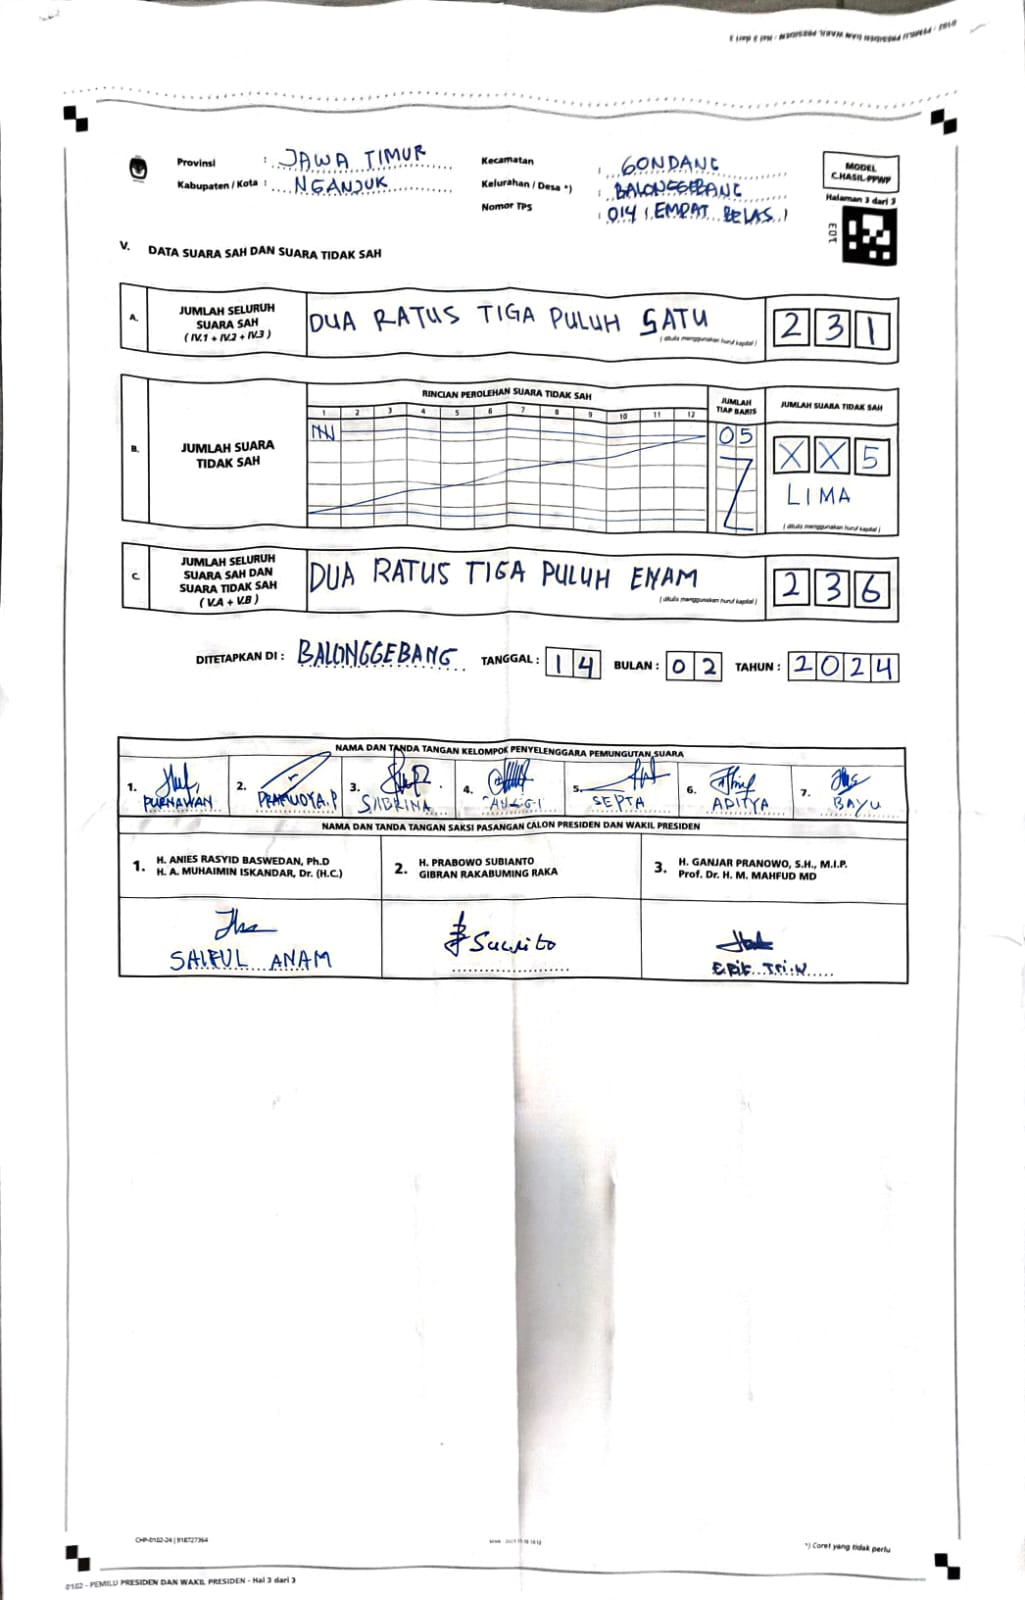 0102 - PEMILU PRESIDEN DAN WAKIL PRESIDEN - Hal 3 dari 3
Provinsi : JAWA TIMUR
Kabupaten / Kota : NGANJUK
Kecamatan : GONDANG
Kelurahan / Desa *) : BALONGGEBANG
Nomor TPS : 014 ( EMPAT BELAS )
MODEL
C.HASIL-PPWP
Halaman 3 dari 3
V. DATA SUARA SAH DAN SUARA TIDAK SAH
A. JUMLAH SELURUH SUARA SAH ( IV.1 + IV.2 + IV.3 )
DUA RATUS TIGA PULUH SATU
( ditulis menggunakan huruf kapital )
2 3 1
B. JUMLAH SUARA TIDAK SAH
RINCIAN PEROLEHAN SUARA TIDAK SAH
1 2 3 4 5 6 7 8 9 10 11 12
JUMLAH TIAP BARIS
05
JUMLAH SUARA TIDAK SAH
X X 5
LIMA
( ditulis menggunakan huruf kapital )
C. JUMLAH SELURUH SUARA SAH DAN SUARA TIDAK SAH ( V.A + V.B )
DUA RATUS TIGA PULUH ENAM
( ditulis menggunakan huruf kapital )
2 3 6
DITETAPKAN DI : BALONGGEBANG TANGGAL : 14 BULAN : 02 TAHUN : 2024
NAMA DAN TANDA TANGAN KELOMPOK PENYELENGGARA PEMUNGUTAN SUARA
1. PURNAWAN
2.
3. SABRINA
4.
5. SEPTA
6. ADITYA
7. BAYU
NAMA DAN TANDA TANGAN SAKSI PASANGAN CALON PRESIDEN DAN WAKIL PRESIDEN
1. H. ANIES RASYID BASWEDAN, Ph.D
H. A. MUHAIMIN ISKANDAR, Dr. (H.C.)
2. H. PRABOWO SUBIANTO
GIBRAN RAKABUMING RAKA
3. H. GANJAR PRANOWO, S.H., M.I.P.
Prof. Dr. H. M. MAHFUD MD
SAIFUL ANAM
CHP-0102-24 | 918727364
*) Coret yang tidak perlu
0102 - PEMILU PRESIDEN DAN WAKIL PRESIDEN - Hal 3 dari 3